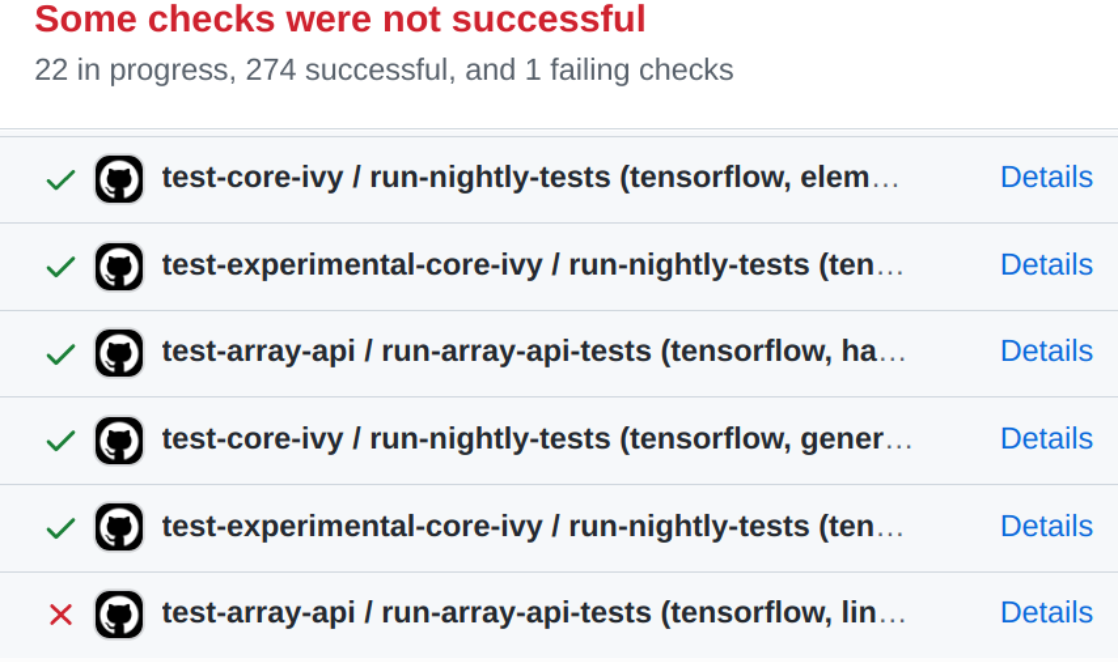 Some checks were not successful
22 in progress, 274 successful, and 1 failing checks
test-core-ivy / run-nightly-tests (tensorflow, elem... Details
test-experimental-core-ivy / run-nightly-tests (ten... Details
test-array-api / run-array-api-tests (tensorflow, ha... Details
test-core-ivy / run-nightly-tests (tensorflow, gener... Details
test-experimental-core-ivy / run-nightly-tests (ten... Details
test-array-api / run-array-api-tests (tensorflow, lin... Details